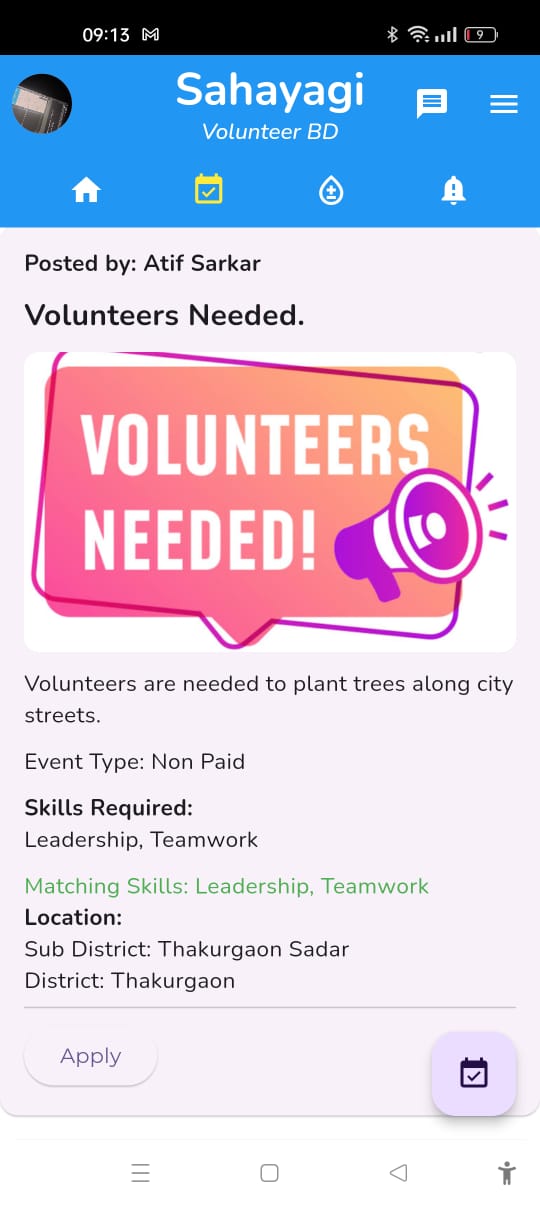 09:13
9
Sahayagi
Volunteer BD
Posted by: Atif Sarkar
Volunteers Needed.
VOLUNTEERS
NEEDED!
Volunteers are needed to plant trees along city
streets.
Event Type: Non Paid
Skills Required:
Leadership, Teamwork
Matching Skills: Leadership, Teamwork
Location:
Sub District: Thakurgaon Sadar
District: Thakurgaon
Apply